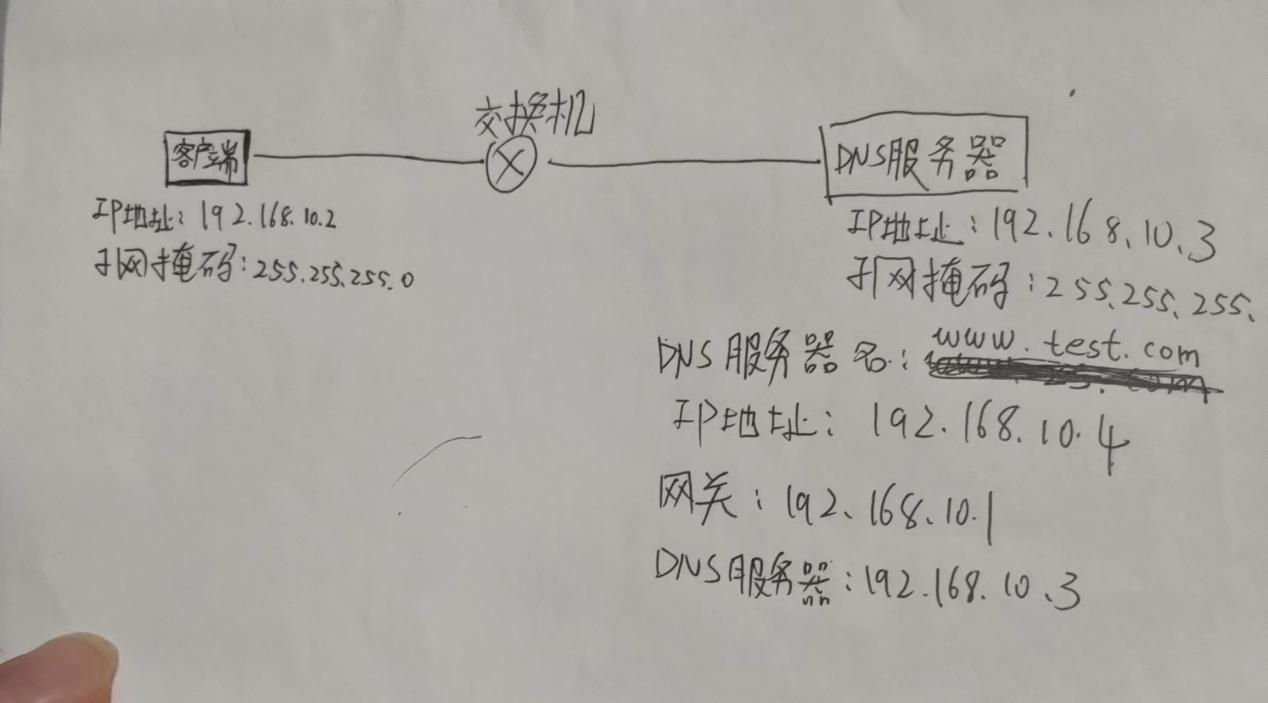 交换机
客户端
DNS服务器
IP地址: 192.168.10.2
子网掩码: 255.255.255.0
IP地址: 192.168.10.3
子网掩码: 255.255.255.
DNS服务器名: www.test.com
IP地址: 192.168.10.4
网关: 192.168.10.1
DNS服务器: 192.168.10.3